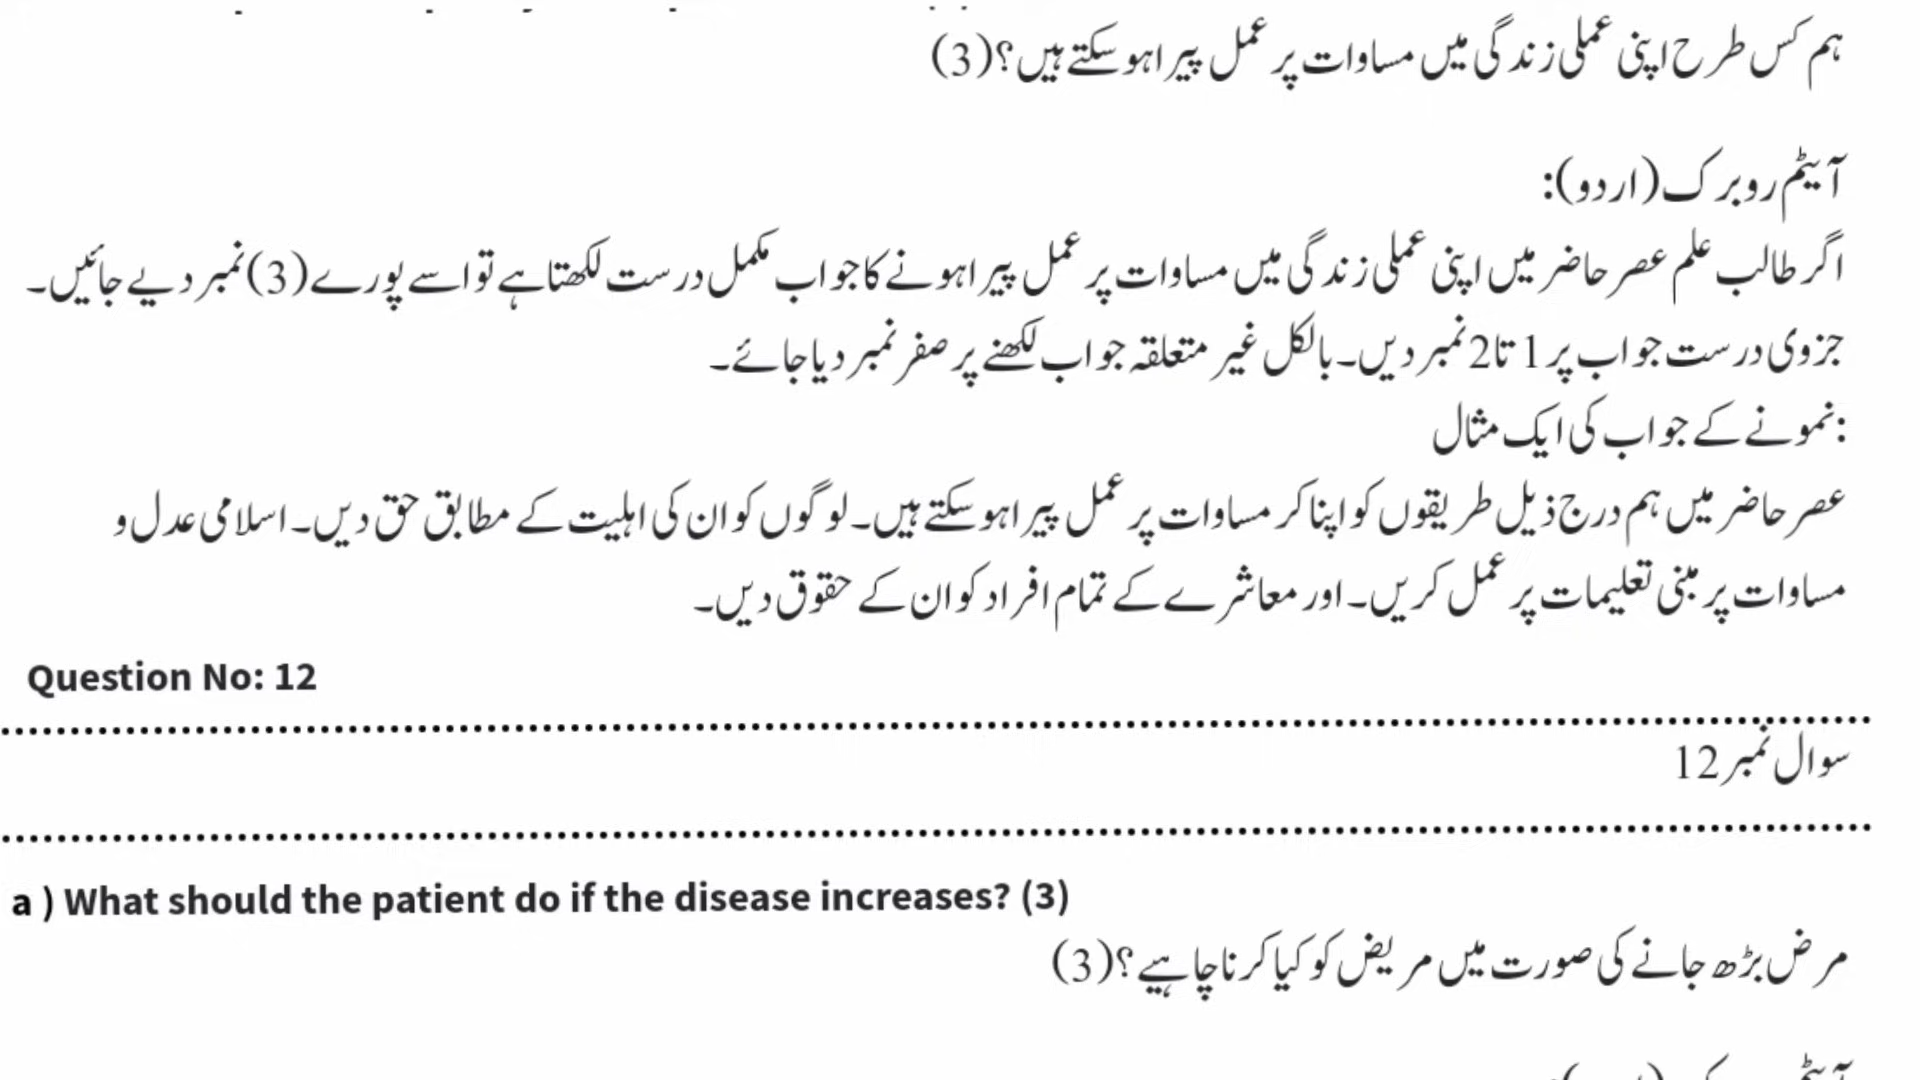 ہم کس طرح اپنی عملی زندگی میں مساوات پر عمل پیرا ہو سکتے ہیں؟(3)
آیٹم روبرک(اردو):
اگر طالب علم عصر حاضر میں اپنی عملی زندگی میں مساوات پر عمل پیرا ہونے کا جواب مکمل درست لکھتا ہے تو اسے پورے(3)نمبر دیے جائیں۔
جزوی درست جواب پر 1 تا 2 نمبر دیں۔ بالکل غیر متعلقہ جواب لکھنے پر صفر نمبر دیا جائے۔
:نمونے کے جواب کی ایک مثال
عصر حاضر میں ہم درج ذیل طریقوں کو اپنا کر مساوات پر عمل پیرا ہو سکتے ہیں۔ لوگوں کو ان کی اہلیت کے مطابق حق دیں۔ اسلامی عدل و
مساوات پر مبنی تعلیمات پر عمل کریں۔ اور معاشرے کے تمام افراد کو ان کے حقوق دیں۔
Question No: 12
سوال نمبر 12
a ) What should the patient do if the disease increases? (3)
مرض بڑھ جانے کی صورت میں مریض کو کیا کرنا چاہیے؟(3)